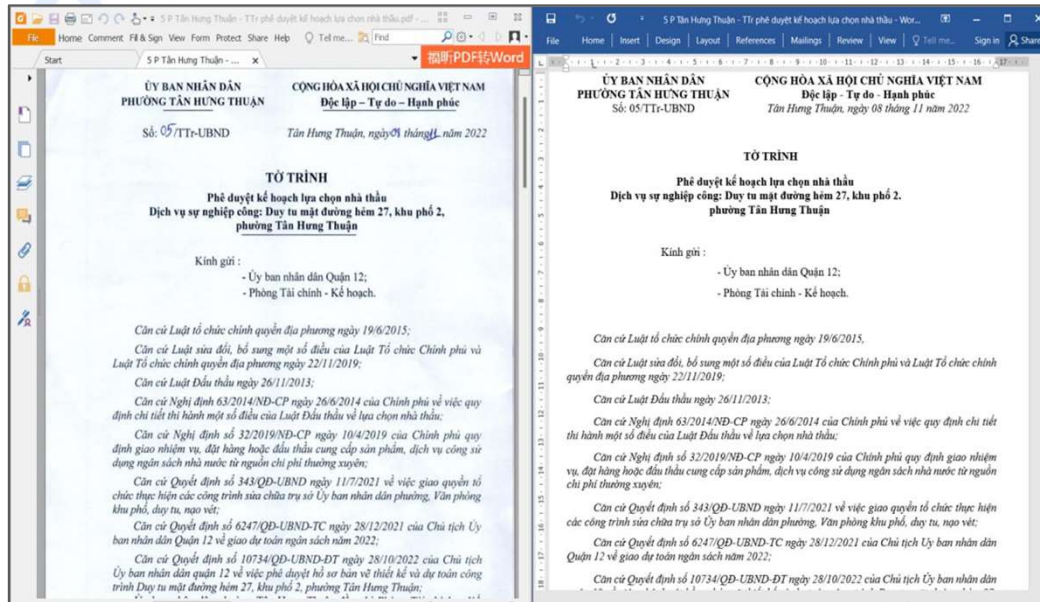 5 P Tân Hưng Thuận - TTr phê duyệt kế hoạch lựa chọn nhà thầu.pdf - ...
File Home Comment Fill & Sign View Form Protect Share Help Tell me... Find
Start 5 P Tân Hưng Thuận - ... x
福昕PDF转Word
ỦY BAN NHÂN DÂN
PHƯỜNG TÂN HƯNG THUẬN
CỘNG HÒA XÃ HỘI CHỦ NGHĨA VIỆT NAM
Độc lập – Tự do – Hạnh phúc
Số: 05/TTr-UBND
Tân Hưng Thuận, ngày tháng 11 năm 2022
TỜ TRÌNH
Phê duyệt kế hoạch lựa chọn nhà thầu
Dịch vụ sự nghiệp công: Duy tu mặt đường hẻm 27, khu phố 2,
phường Tân Hưng Thuận
Kính gửi :
- Ủy ban nhân dân Quận 12;
- Phòng Tài chính - Kế hoạch.
Căn cứ Luật tổ chức chính quyền địa phương ngày 19/6/2015;
Căn cứ Luật sửa đổi, bổ sung một số điều của Luật Tổ chức Chính phủ và
Luật Tổ chức chính quyền địa phương ngày 22/11/2019;
Căn cứ Luật Đấu thầu ngày 26/11/2013;
Căn cứ Nghị định 63/2014/NĐ-CP ngày 26/6/2014 của Chính phủ về việc quy
định chi tiết thi hành một số điều của Luật Đấu thầu về lựa chọn nhà thầu;
Căn cứ Nghị định số 32/2019/NĐ-CP ngày 10/4/2019 của Chính phủ quy
định giao nhiệm vụ, đặt hàng hoặc đấu thầu cung cấp sản phẩm, dịch vụ công sử
dụng ngân sách nhà nước từ nguồn chi phí thường xuyên;
Căn cứ Quyết định số 343/QĐ-UBND ngày 11/7/2021 về việc giao quyền tổ
chức thực hiện các công trình sửa chữa trụ sở Ủy ban nhân dân phường, Văn phòng
khu phố, duy tu, nạo vét;
Căn cứ Quyết định số 6247/QĐ-UBND-TC ngày 28/12/2021 của Chủ tịch Ủy
ban nhân dân Quận 12 về giao dự toán ngân sách năm 2022;
Căn cứ Quyết định số 10734/QĐ-UBND-ĐT ngày 28/10/2022 của Chủ tịch
Ủy ban nhân dân quận 12 về việc phê duyệt hồ sơ bản vẽ thiết kế và dự toán công
trình Duy tu mặt đường hẻm 27, khu phố 2, phường Tân Hưng Thuận;
5 P Tân Hưng Thuận - TTr phê duyệt kế hoạch lựa chọn nhà thầu - Wor...
File Home Insert Design Layout References Mailings Review View Tell me... Sign in Share
ỦY BAN NHÂN DÂN
PHƯỜNG TÂN HƯNG THUẬN
Số: 05/TTr-UBND
CỘNG HÒA XÃ HỘI CHỦ NGHĨA VIỆT NAM
Độc lập - Tự do - Hạnh phúc
Tân Hưng Thuận, ngày 08 tháng 11 năm 2022
TỜ TRÌNH
Phê duyệt kế hoạch lựa chọn nhà thầu
Dịch vụ sự nghiệp công: Duy tu mặt đường hẻm 27, khu phố 2.
phường Tân Hưng Thuận
Kính gửi :
- Ủy ban nhân dân Quận 12;
- Phòng Tài chính - Kế hoạch.
Căn cứ Luật tổ chức chính quyền địa phương ngày 19/6/2015,
Căn cứ Luật sửa đổi, bổ sung một số điều của Luật Tổ chức Chính phủ và Luật Tổ chức chính
quyền địa phương ngày 22/11/2019;
Căn cứ Luật Đấu thầu ngày 26/11/2013;
Căn cứ Nghị định 63/2014/NĐ-CP ngày 26/6/2014 của Chính phủ về việc quy định chi tiết
thi hành một số điều của Luật Đấu thầu về lựa chọn nhà thầu;
Căn cứ Nghị định số 32/2019/NĐ-CP ngày 10/4/2019 của Chính phủ quy định giao nhiệm
vụ, đặt hàng hoặc đấu thầu cung cấp sản phẩm, dịch vụ công sử dụng ngân sách nhà nước từ nguồn
chi phí thường xuyên;
Căn cứ Quyết định số 343/QĐ-UBND ngày 11/7/2021 về việc giao quyền tổ chức thực hiện
các công trình sửa chữa trụ sở Ủy ban nhân dân phường, Văn phòng khu phố, duy tu, nạo vét;
Căn cứ Quyết định số 6247/QĐ-UBND-TC ngày 28/12/2021 của Chủ tịch Uy ban nhân dân
Quận 12 về giao dự toán ngân sách năm 2022;
Căn cứ Quyết định số 10734/QĐ-UBND-ĐT ngày 28/10/2022 của Chủ tịch Ủy ban nhân dân